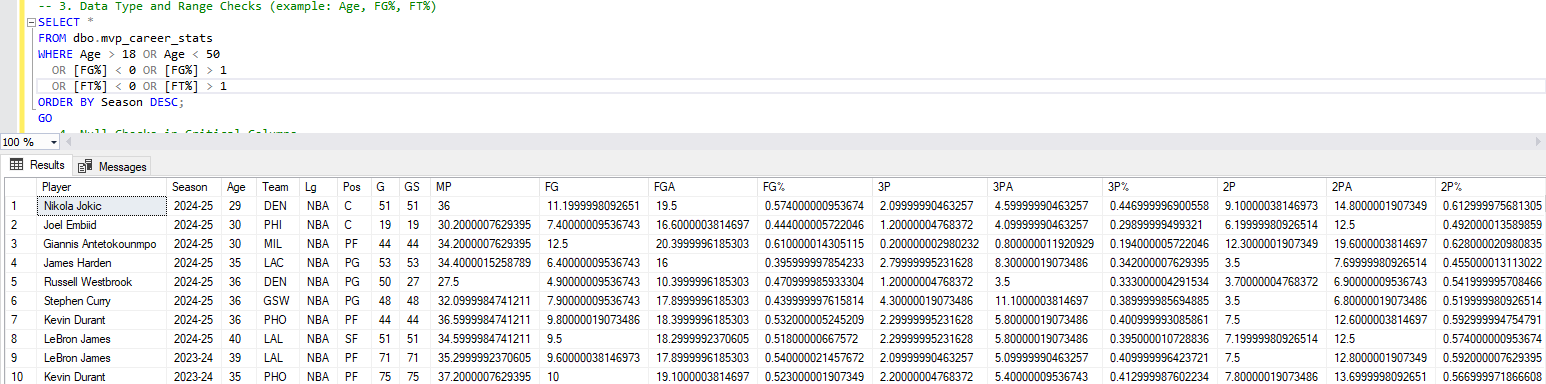 -- 3. Data Type and Range Checks (example: Age, FG%, FT%)
SELECT *
FROM dbo.mvp_career_stats
WHERE Age > 18 OR Age < 50
OR [FG%] < 0 OR [FG%] > 1
OR [FT%] < 0 OR [FT%] > 1
ORDER BY Season DESC;
GO
4. Null Checks in Critical Columns
100 %
Results Messages
Player Season Age Team Lg Pos G GS MP FG FGA FG% 3P 3PA 3P% 2P 2PA 2P%
1 Nikola Jokic 2024-25 29 DEN NBA C 51 51 36 11.1999998092651 19.5 0.574000000953674 2.09999990463257 4.59999990463257 0.446999996900558 9.10000038146973 14.8000001907349 0.612999975681305
2 Joel Embiid 2024-25 30 PHI NBA C 19 19 30.2000007629395 7.40000009536743 16.6000003814697 0.444000005722046 1.20000004768372 4.09999990463257 0.29899999499321 6.19999980926514 12.5 0.492000013589859
3 Giannis Antetokounmpo 2024-25 30 MIL NBA PF 44 44 34.2000007629395 12.5 20.3999996185303 0.610000014305115 0.200000002980232 0.800000011920929 0.194000005722046 12.3000001907349 19.6000003814697 0.628000020980835
4 James Harden 2024-25 35 LAC NBA PG 53 53 34.4000015258789 6.40000009536743 16 0.395999997854233 2.79999995231628 8.30000019073486 0.342000007629395 3.5 7.69999980926514 0.455000013113022
5 Russell Westbrook 2024-25 36 DEN NBA PG 50 27 27.5 4.90000009536743 10.3999996185303 0.470999985933304 1.20000004768372 3.5 0.333000004291534 3.70000004768372 6.90000009536743 0.541999995708466
6 Stephen Curry 2024-25 36 GSW NBA PG 48 48 32.0999984741211 7.90000009536743 17.8999996185303 0.439999997615814 4.30000019073486 11.1000003814697 0.389999985694885 3.5 6.80000019073486 0.519999980926514
7 Kevin Durant 2024-25 36 PHO NBA PF 44 44 36.5999984741211 9.80000019073486 18.3999996185303 0.532000005245209 2.29999995231628 5.80000019073486 0.400999993085861 7.5 12.6000003814697 0.592999994754791
8 LeBron James 2024-25 40 LAL NBA SF 51 51 34.5999984741211 9.5 18.2999992370605 0.51800000667572 2.29999995231628 5.80000019073486 0.395000010728836 7.19999980926514 12.5 0.574000000953674
9 LeBron James 2023-24 39 LAL NBA PF 71 71 35.2999992370605 9.60000038146973 17.8999996185303 0.540000021457672 2.09999990463257 5.09999990463257 0.409999996423721 7.5 12.8000001907349 0.592000007629395
10 Kevin Durant 2023-24 35 PHO NBA PF 75 75 37.2000007629395 10 19.1000003814697 0.523000001907349 2.20000004768372 5.40000009536743 0.412999987602234 7.80000019073486 13.6999998092651 0.566999971866608